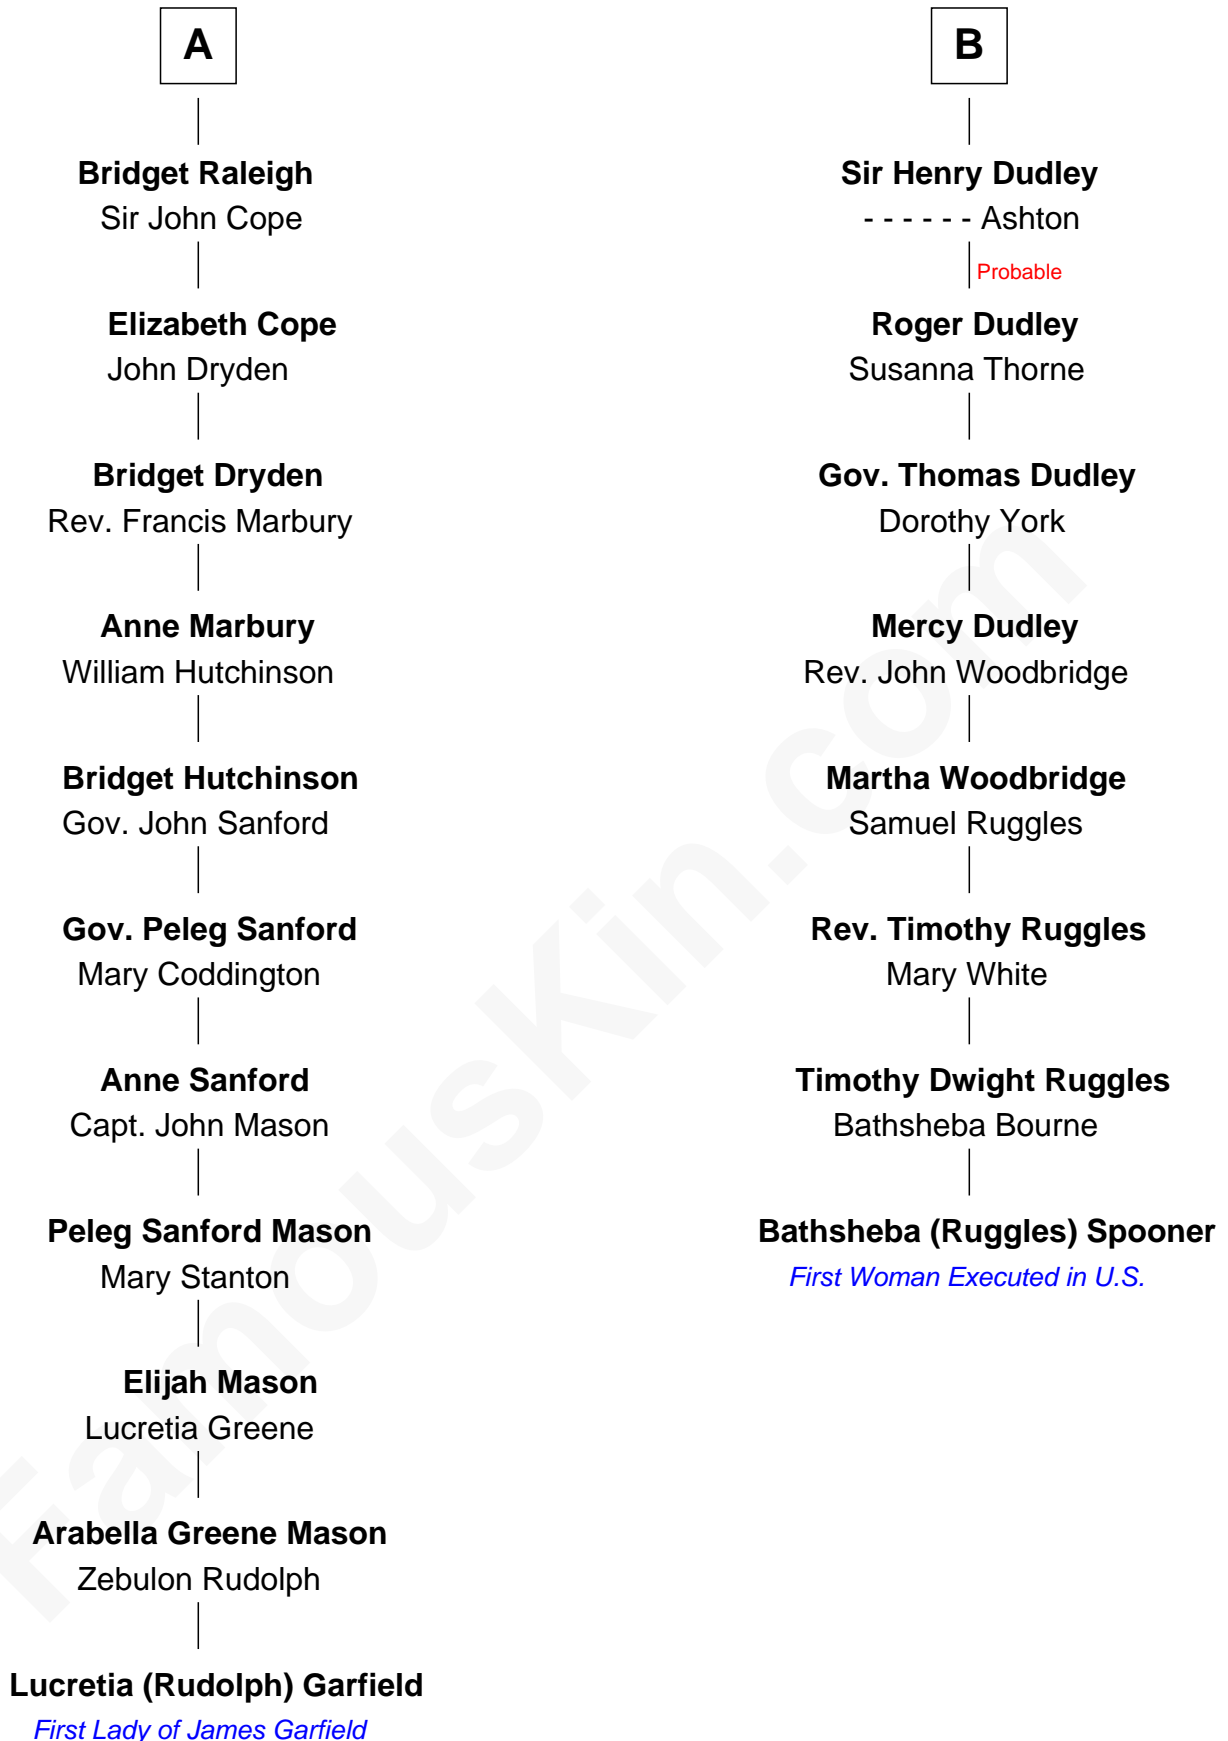 A
Bridget Raleigh
Sir John Cope
Elizabeth Cope
John Dryden
Bridget Dryden
Rev. Francis Marbury
Anne Marbury
William Hutchinson
Bridget Hutchinson
Gov. John Sanford
Gov. Peleg Sanford
Mary Coddington
Anne Sanford
Capt. John Mason
Peleg Sanford Mason
Mary Stanton
Elijah Mason
Lucretia Greene
Arabella Greene Mason
Zebulon Rudolph
Lucretia (Rudolph) Garfield
First Lady of James Garfield
B
Sir Henry Dudley
- - - - - - Ashton
Probable
Roger Dudley
Susanna Thorne
Gov. Thomas Dudley
Dorothy York
Mercy Dudley
Rev. John Woodbridge
Martha Woodbridge
Samuel Ruggles
Rev. Timothy Ruggles
Mary White
Timothy Dwight Ruggles
Bathsheba Bourne
Bathsheba (Ruggles) Spooner
First Woman Executed in U.S.
FamousKin.com